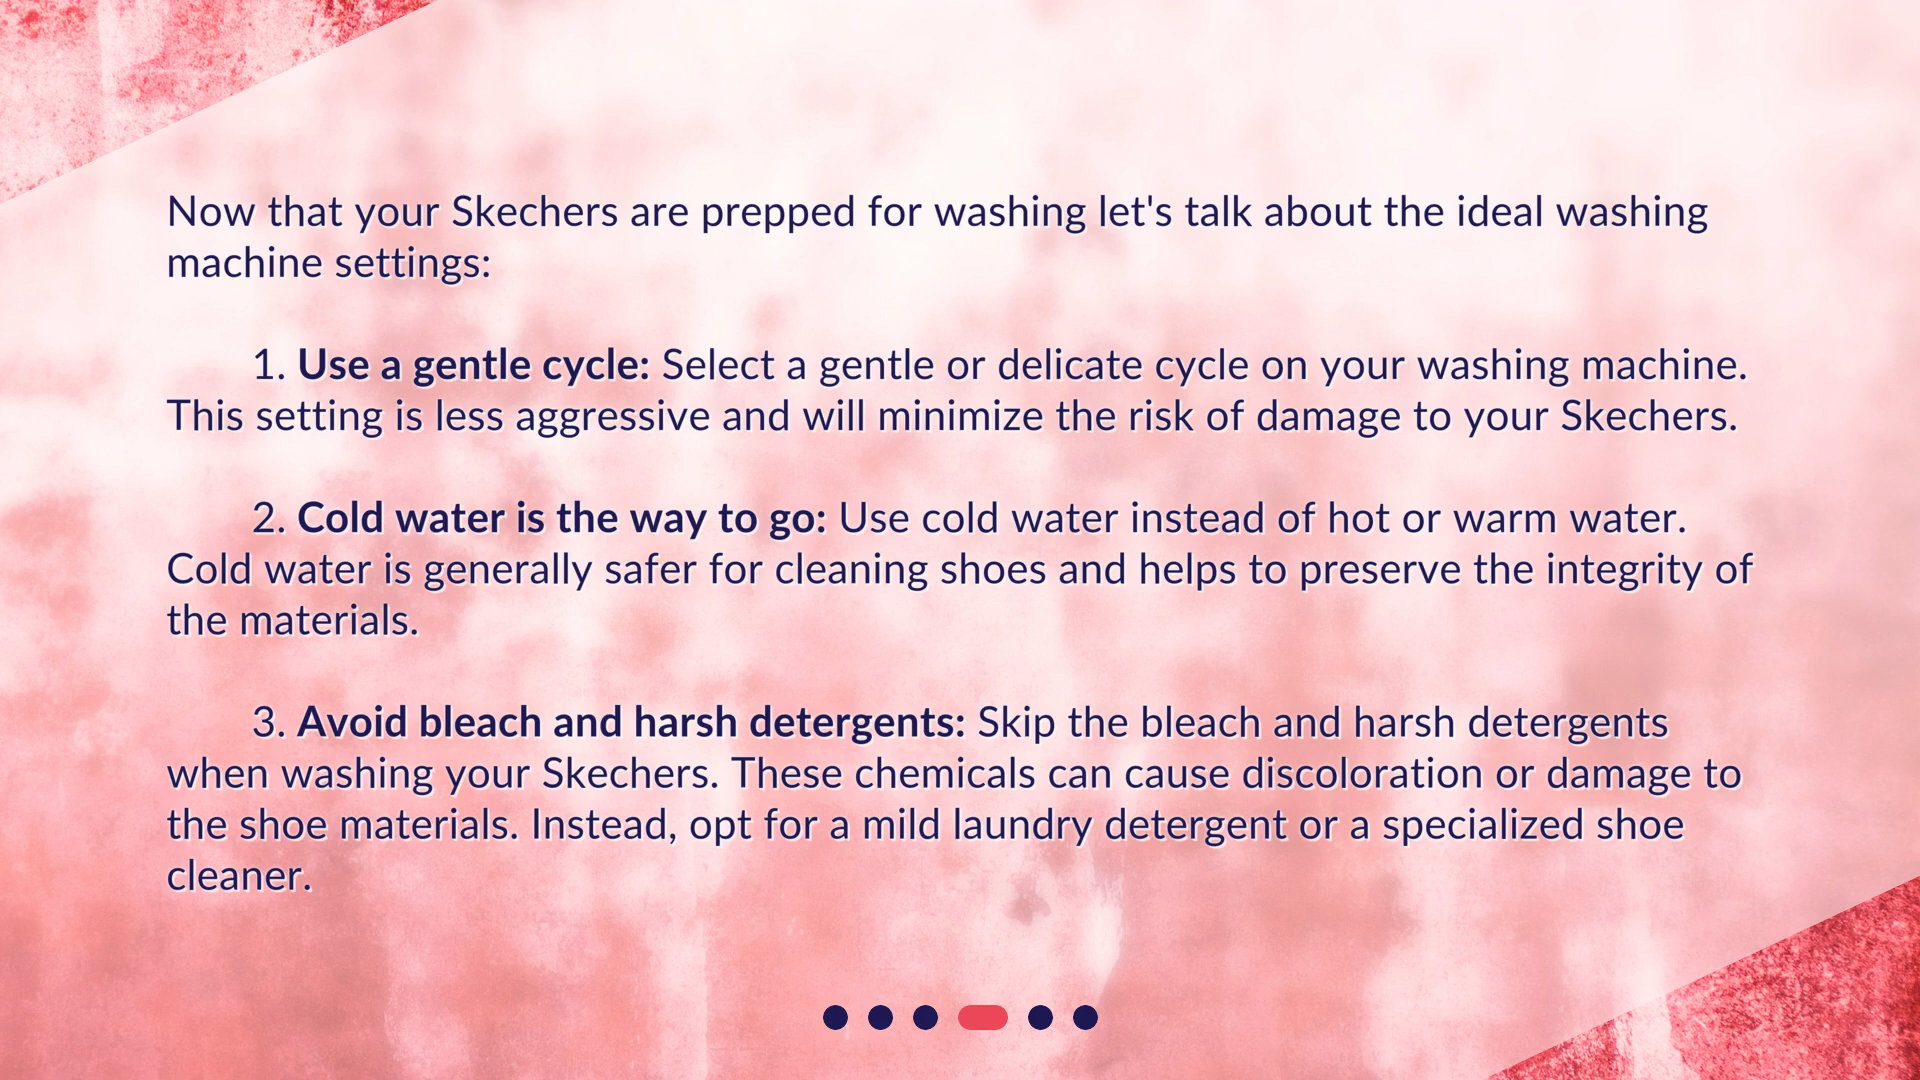 Now that your Skechers are prepped for washing let's talk about the ideal washing
machine settings:
1. Use a gentle cycle: Select a gentle or delicate cycle on your washing machine.
This setting is less aggressive and will minimize the risk of damage to your Skechers.
2. Cold water is the way to go: Use cold water instead of hot or warm water.
Cold water is generally safer for cleaning shoes and helps to preserve the integrity of
the materials.
3. Avoid bleach and harsh detergents: Skip the bleach and harsh detergents
when washing your Skechers. These chemicals can cause discoloration or damage to
the shoe materials. Instead, opt for a mild laundry detergent or a specialized shoe
cleaner.